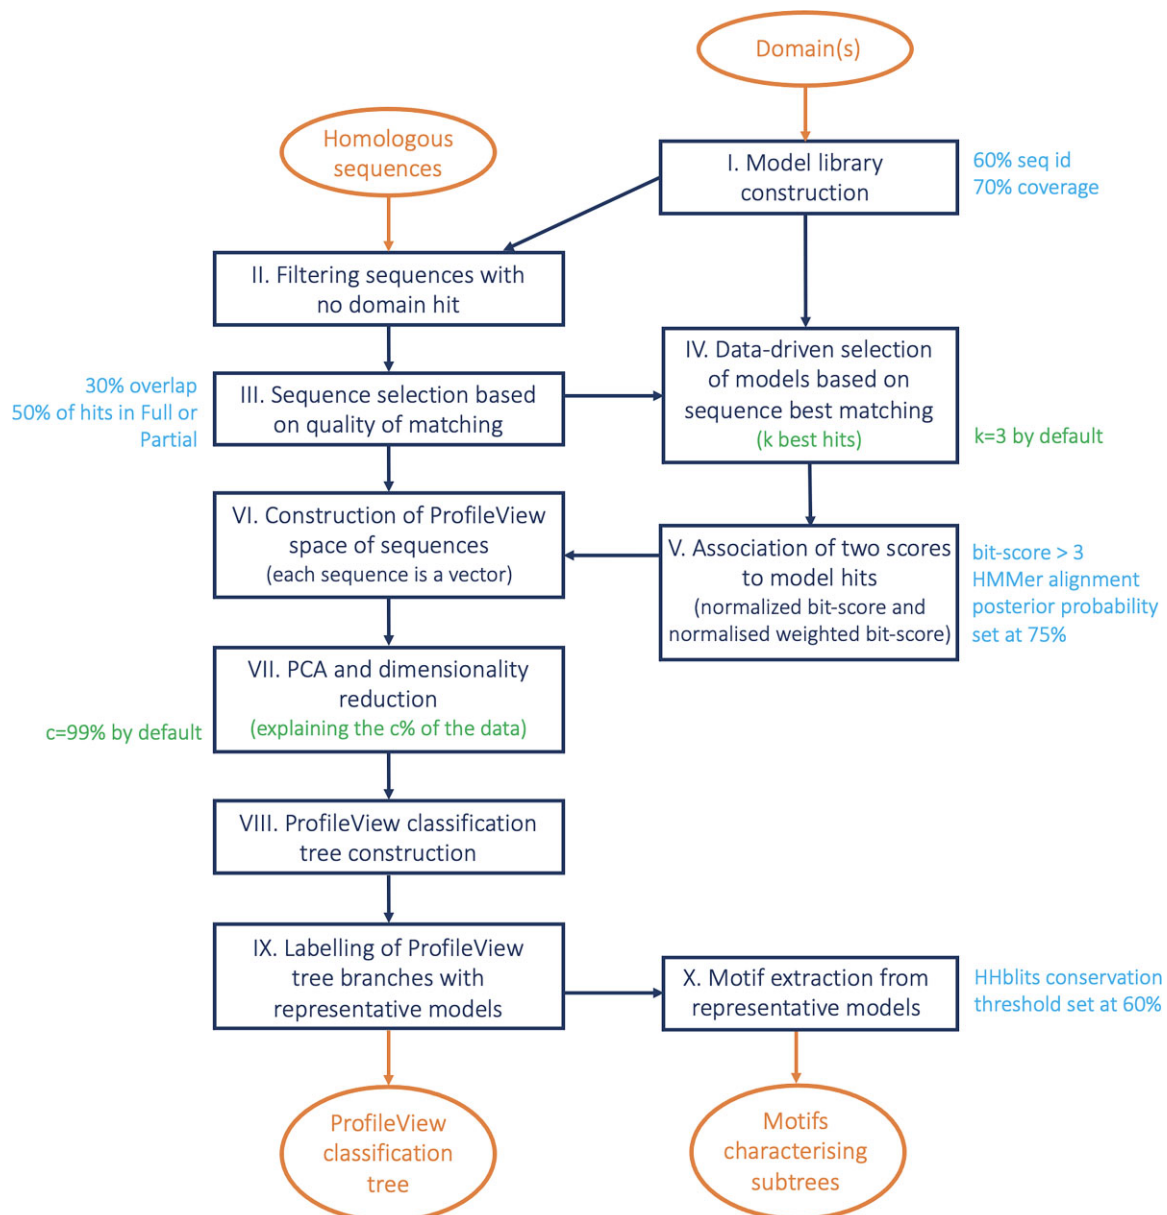 Domain(s)
Homologous
sequences
I. Model library
construction
60% seq id
70% coverage
II. Filtering sequences with
no domain hit
30% overlap
50% of hits in Full or
Partial
III. Sequence selection based
on quality of matching
IV. Data-driven selection
of models based on
sequence best matching
(k best hits)
k=3 by default
VI. Construction of ProfileView
space of sequences
(each sequence is a vector)
V. Association of two scores
to model hits
(normalized bit-score and
normalised weighted bit-score)
bit-score > 3
HMMer alignment
posterior probability
set at 75%
VII. PCA and dimensionality
reduction
(explaining the c% of the data)
c=99% by default
VIII. ProfileView classification
tree construction
IX. Labelling of ProfileView
tree branches with
representative models
X. Motif extraction from
representative models
HHblits conservation
threshold set at 60%
ProfileView
classification
tree
Motifs
characterising
subtrees